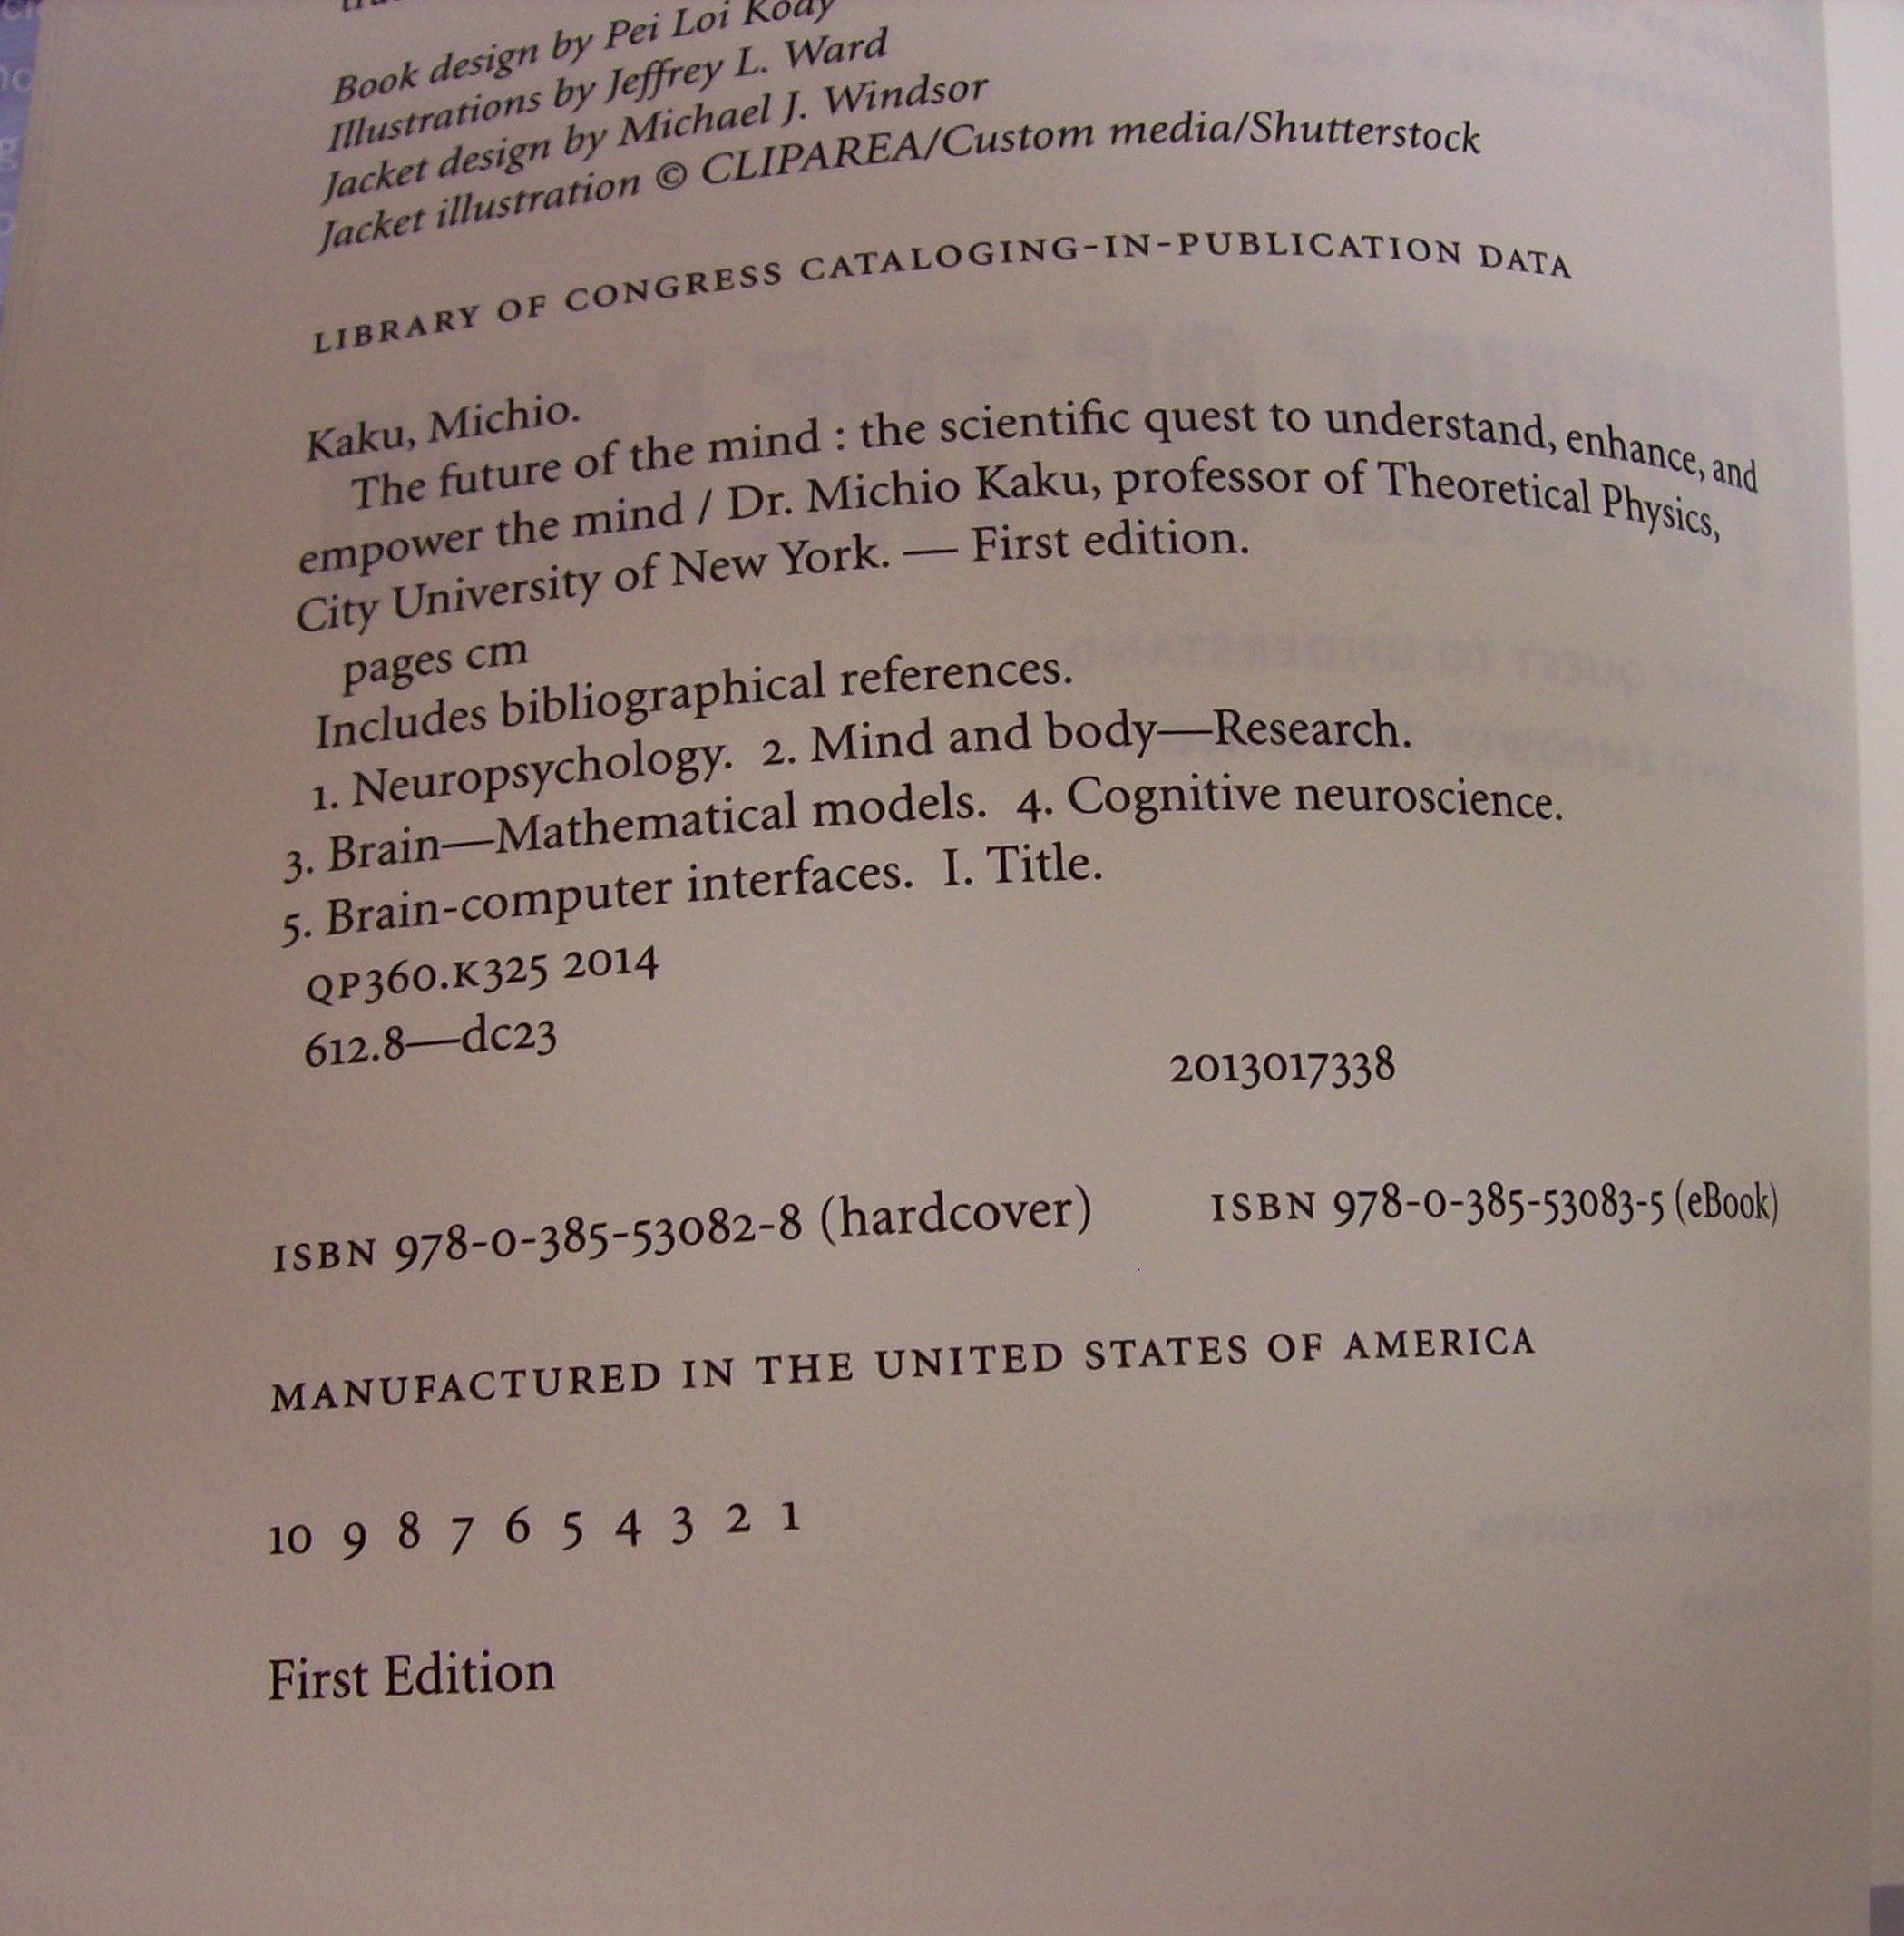 Book design by Pei Loi Koay
Illustrations by Jeffrey L. Ward
Jacket design by Michael J. Windsor
Jacket illustration © CLIPAREA/Custom media/Shutterstock
LIBRARY OF CONGRESS CATALOGING-IN-PUBLICATION DATA
Kaku, Michio.
The future of the mind : the scientific quest to understand, enhance, and
empower the mind / Dr. Michio Kaku, professor of Theoretical Physics,
City University of New York. — First edition.
pages cm
Includes bibliographical references.
1. Neuropsychology. 2. Mind and body—Research.
3. Brain—Mathematical models. 4. Cognitive neuroscience.
5. Brain-computer interfaces. I. Title.
QP360.K325 2014
612.8—dc23
2013017338
ISBN 978-0-385-53082-8 (hardcover) ISBN 978-0-385-53083-5 (eBook)
MANUFACTURED IN THE UNITED STATES OF AMERICA
10 9 8 7 6 5 4 3 2 1
First Edition